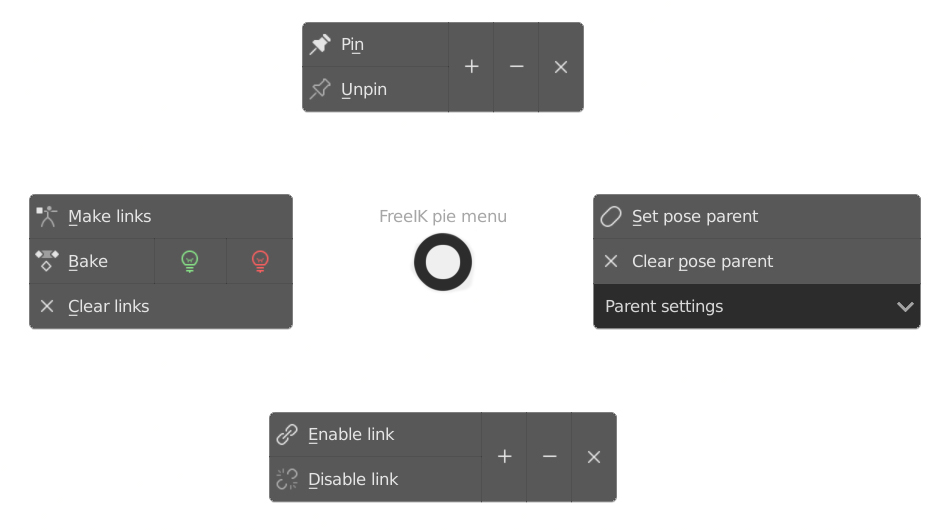 Pin
Unpin
+ − ×
Make links
Bake
Clear links
FreeIK pie menu
Set pose parent
Clear pose parent
Parent settings
Enable link
Disable link
+ − ×